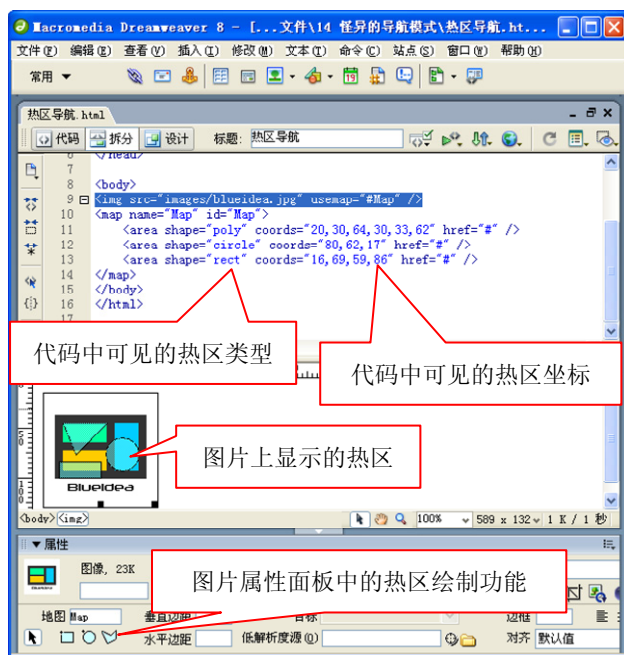 Macromedia Dreamweaver 8 - [...文件\14 怪异的导航模式\热区导航.ht...
文件(F) 编辑(E) 查看(V) 插入(I) 修改(M) 文本(T) 命令(C) 站点(S) 窗口(W) 帮助(H)
常用
热区导航.html
代码 拆分 设计 标题: 热区导航
6 </head>
7
8 <body>
9 <img src="images/blueidea.jpg" usemap="#Map" />
10 <map name="Map" id="Map">
11 <area shape="poly" coords="20,30,64,30,33,62" href="#" />
12 <area shape="circle" coords="80,62,17" href="#" />
13 <area shape="rect" coords="16,69,59,86" href="#" />
14 </map>
15 </body>
16 </html>
17
代码中可见的热区类型
代码中可见的热区坐标
图片上显示的热区
50
100
BlueIdea
<body> <img> 100% 589 x 132 1 K / 1 秒
属性
图像, 23K
图片属性面板中的热区绘制功能
地图 Map 垂直边距 目标 边框
水平边距 低解析度源(O) 对齐 默认值